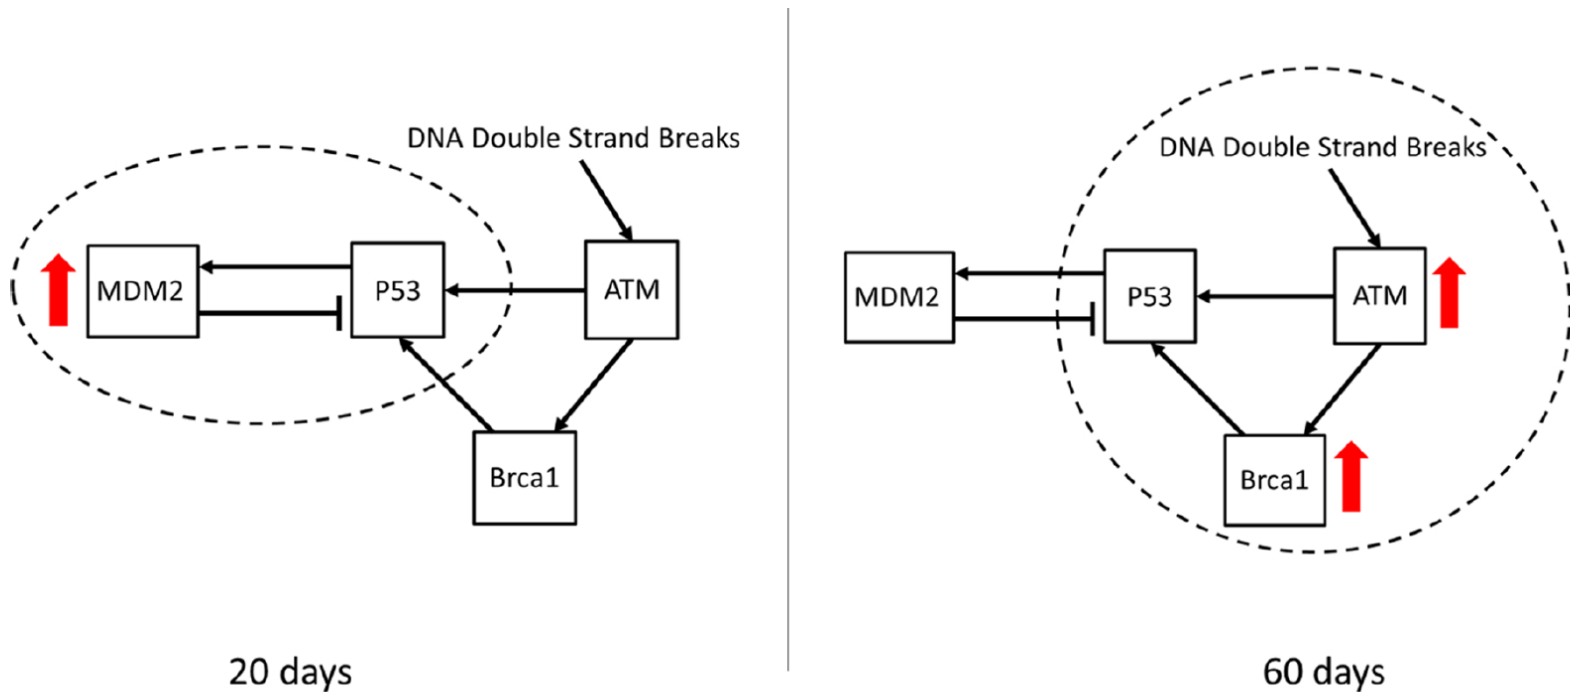 DNA Double Strand Breaks
MDM2
P53
ATM
Brca1
20 days
DNA Double Strand Breaks
MDM2
P53
ATM
Brca1
60 days